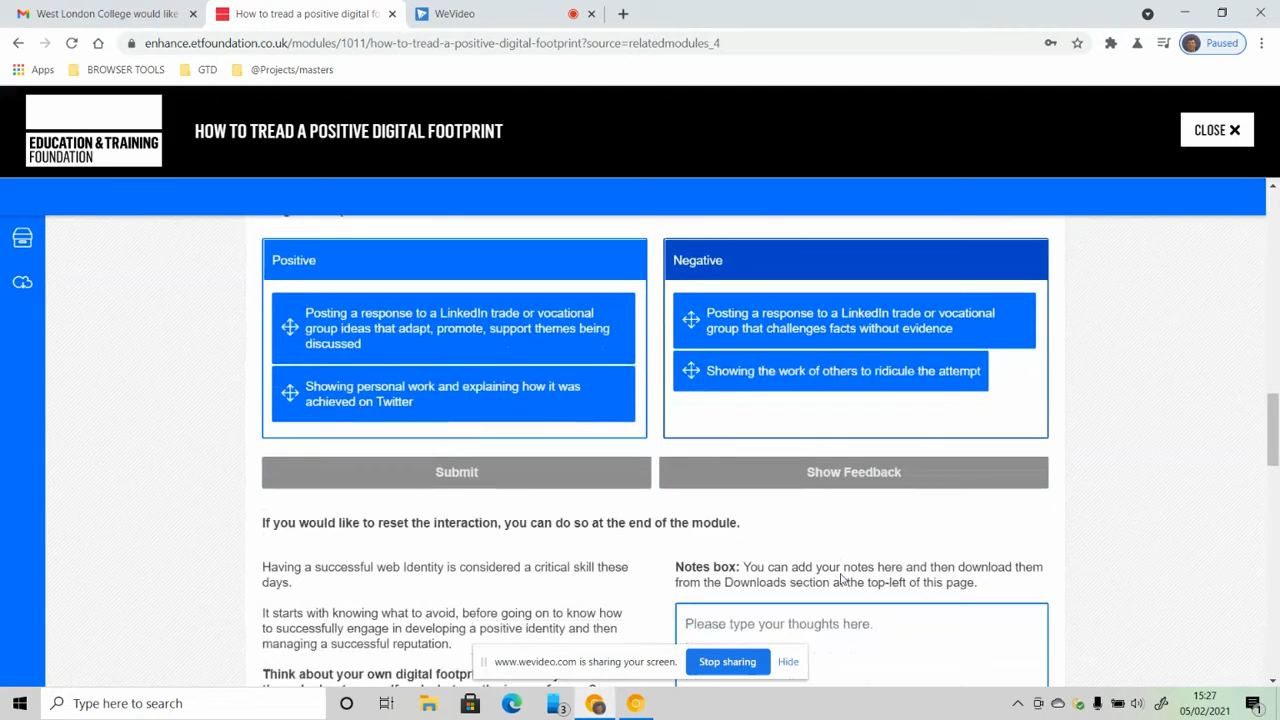 West London College would like
How to tread a positive digital fo
WeVideo
enhance.etfoundation.co.uk/modules/1011/how-to-tread-a-positive-digital-footprint?source=relatedmodules_4
Paused
Apps
BROWSER TOOLS
GTD
@Projects/masters
EDUCATION & TRAINING
FOUNDATION
HOW TO TREAD A POSITIVE DIGITAL FOOTPRINT
CLOSE
Positive
Posting a response to a LinkedIn trade or vocational
group ideas that adapt, promote, support themes being
discussed
Showing personal work and explaining how it was
achieved on Twitter
Negative
Posting a response to a LinkedIn trade or vocational
group that challenges facts without evidence
Showing the work of others to ridicule the attempt
Submit
Show Feedback
If you would like to reset the interaction, you can do so at the end of the module.
Having a successful web Identity is considered a critical skill these
days.
It starts with knowing what to avoid, before going on to know how
to successfully engage in developing a positive identity and then
managing a successful reputation.
Think about your own digital footpr
Notes box: You can add your notes here and then download them
from the Downloads section at the top-left of this page.
Please type your thoughts here.
www.wevideo.com is sharing your screen.
Stop sharing
Hide
Type here to search
3
15:27
05/02/2021
1